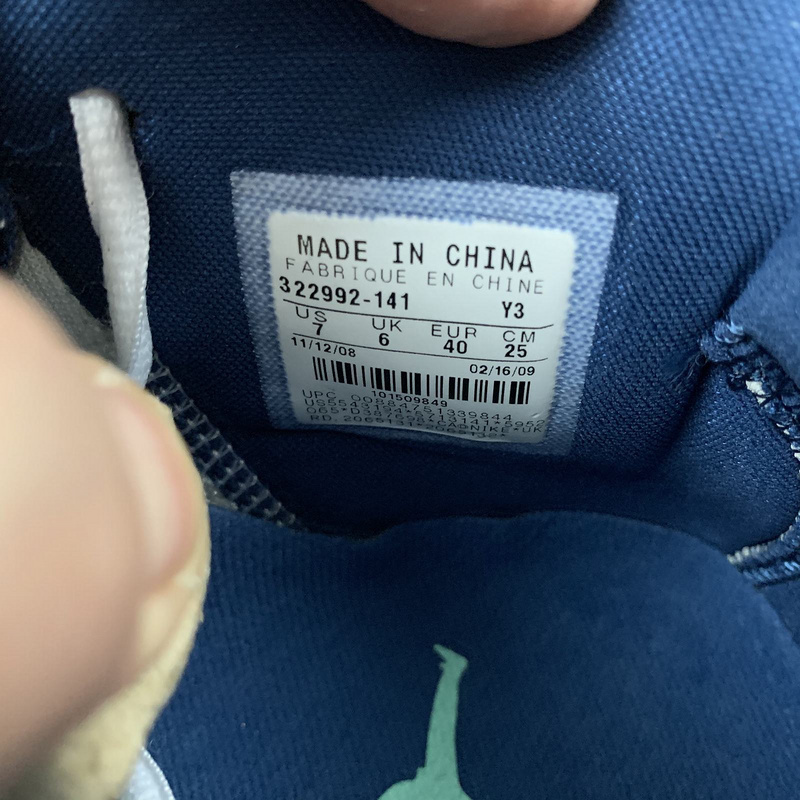 MADE IN CHINA
FABRIQUE EN CHINE
322992-141 Y3
US UK EUR CM
7 6 40 25
11/12/08 02/16/09
101509849
UPC 00884751339844